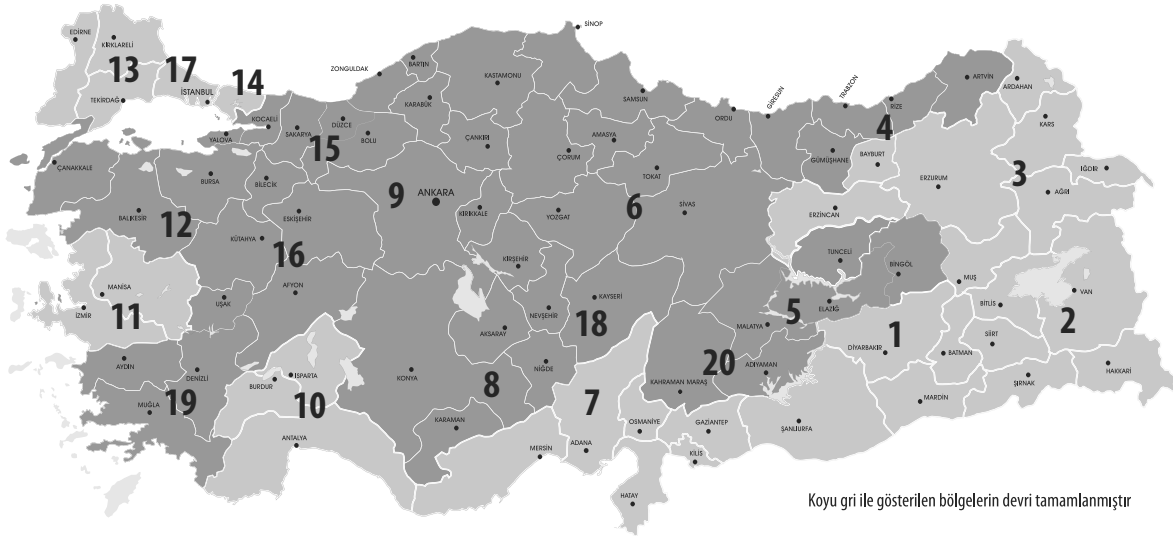 SİNOP
EDİRNE
KIRKLARELİ
13
17
14
TEKİRDAĞ
İSTANBUL
ZONGULDAK
BARTIN
KASTAMONU
KARABÜK
SAMSUN
ORDU
GİRESUN
TRABZON
RİZE
ARTVİN
ARDAHAN
KOCAELİ
SAKARYA
DÜZCE
BOLU
YALOVA
15
ÇANKIRI
AMASYA
ÇORUM
TOKAT
4
GÜMÜŞHANE
BAYBURT
KARS
ÇANAKKALE
BURSA
BİLECİK
9
ANKARA
KIRIKKALE
YOZGAT
6
SİVAS
ERZİNCAN
ERZURUM
3
IĞDIR
AĞRI
BALIKESİR
12
ESKİŞEHİR
KÜTAHYA
16
KIRŞEHİR
TUNCELİ
BİNGÖL
MUŞ
MANİSA
UŞAK
AFYON
NEVŞEHİR
KAYSERİ
18
ELAZIĞ
BİTLİS
VAN
İZMİR
11
AKSARAY
MALATYA
5
1
SİİRT
2
AYDIN
DENİZLİ
BURDUR
ISPARTA
KONYA
NİĞDE
8
20
ADIYAMAN
DİYARBAKIR
BATMAN
HAKKARİ
MUĞLA
19
10
KAHRAMAN MARAŞ
ŞIRNAK
MARDİN
ANTALYA
KARAMAN
7
MERSİN
ADANA
OSMANİYE
GAZİANTEP
ŞANLIURFA
KİLİS
HATAY
Koyu gri ile gösterilen bölgelerin devri tamamlanmıştır